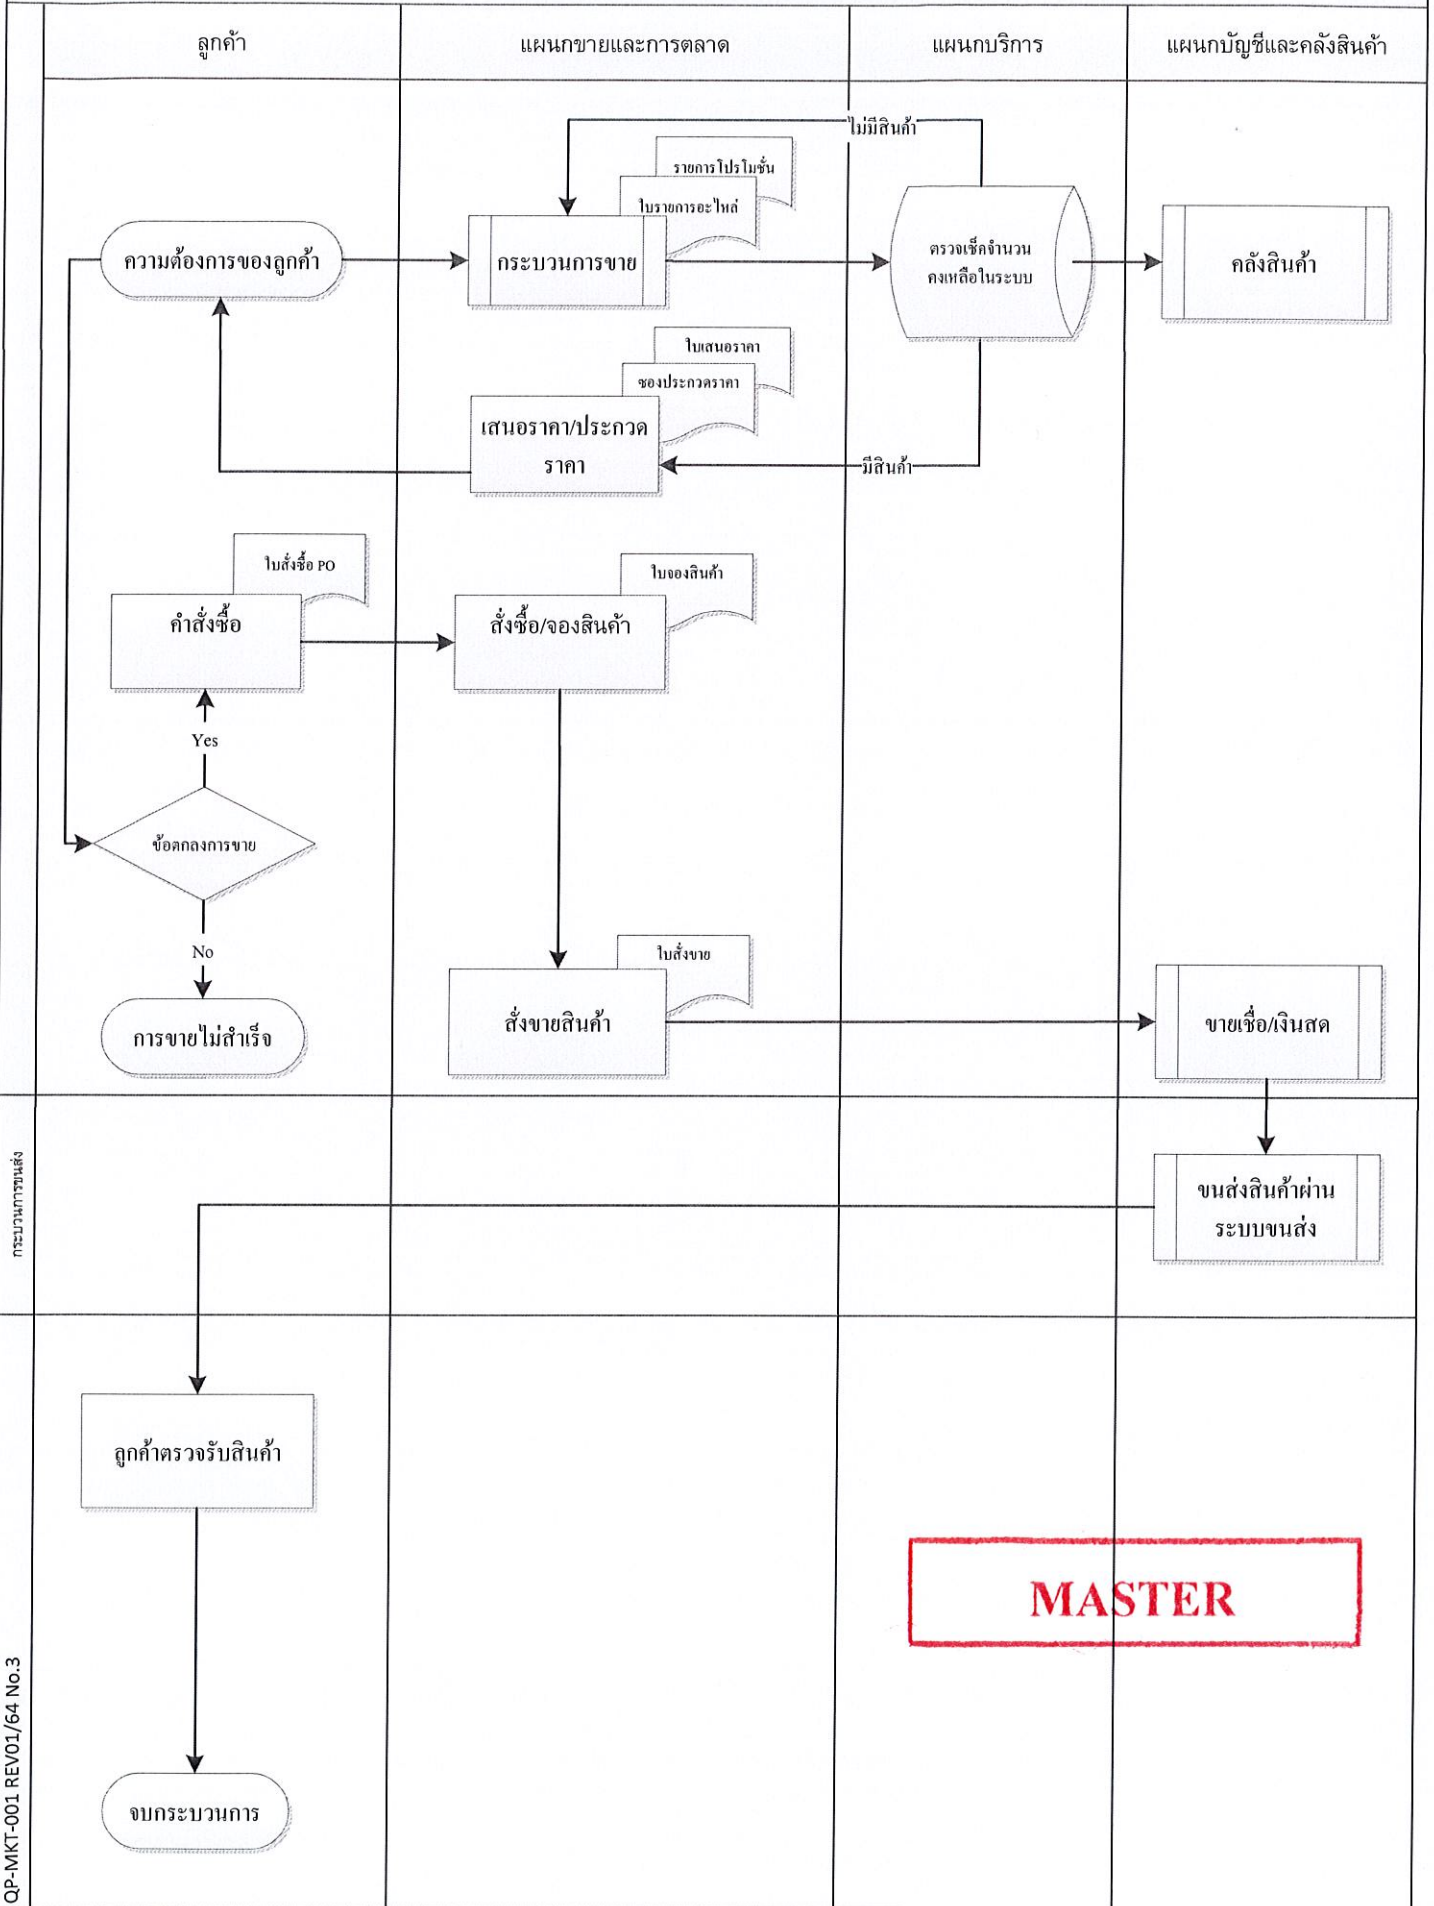 ลูกค้า
แผนกขายและการตลาด
แผนกบริการ
แผนกบัญชีและคลังสินค้า
ไม่มีสินค้า
รายการโปรโมชั่น
ใบรายการอะไหล่
ความต้องการของลูกค้า
กระบวนการขาย
ตรวจเช็คจำนวน
คงเหลือในระบบ
คลังสินค้า
ใบเสนอราคา
ซองประกวดราคา
เสนอราคา/ประกวด
ราคา
มีสินค้า
ใบสั่งซื้อ PO
ใบจองสินค้า
คำสั่งซื้อ
สั่งซื้อ/จองสินค้า
Yes
ข้อตกลงการขาย
No
ใบสั่งขาย
การขายไม่สำเร็จ
สั่งขายสินค้า
ขายเชื่อ/เงินสด
กระบวนการขนส่ง
ขนส่งสินค้าผ่าน
ระบบขนส่ง
ลูกค้าตรวจรับสินค้า
MASTER
จบกระบวนการ
QP-MKT-001 REV01/64 No.3